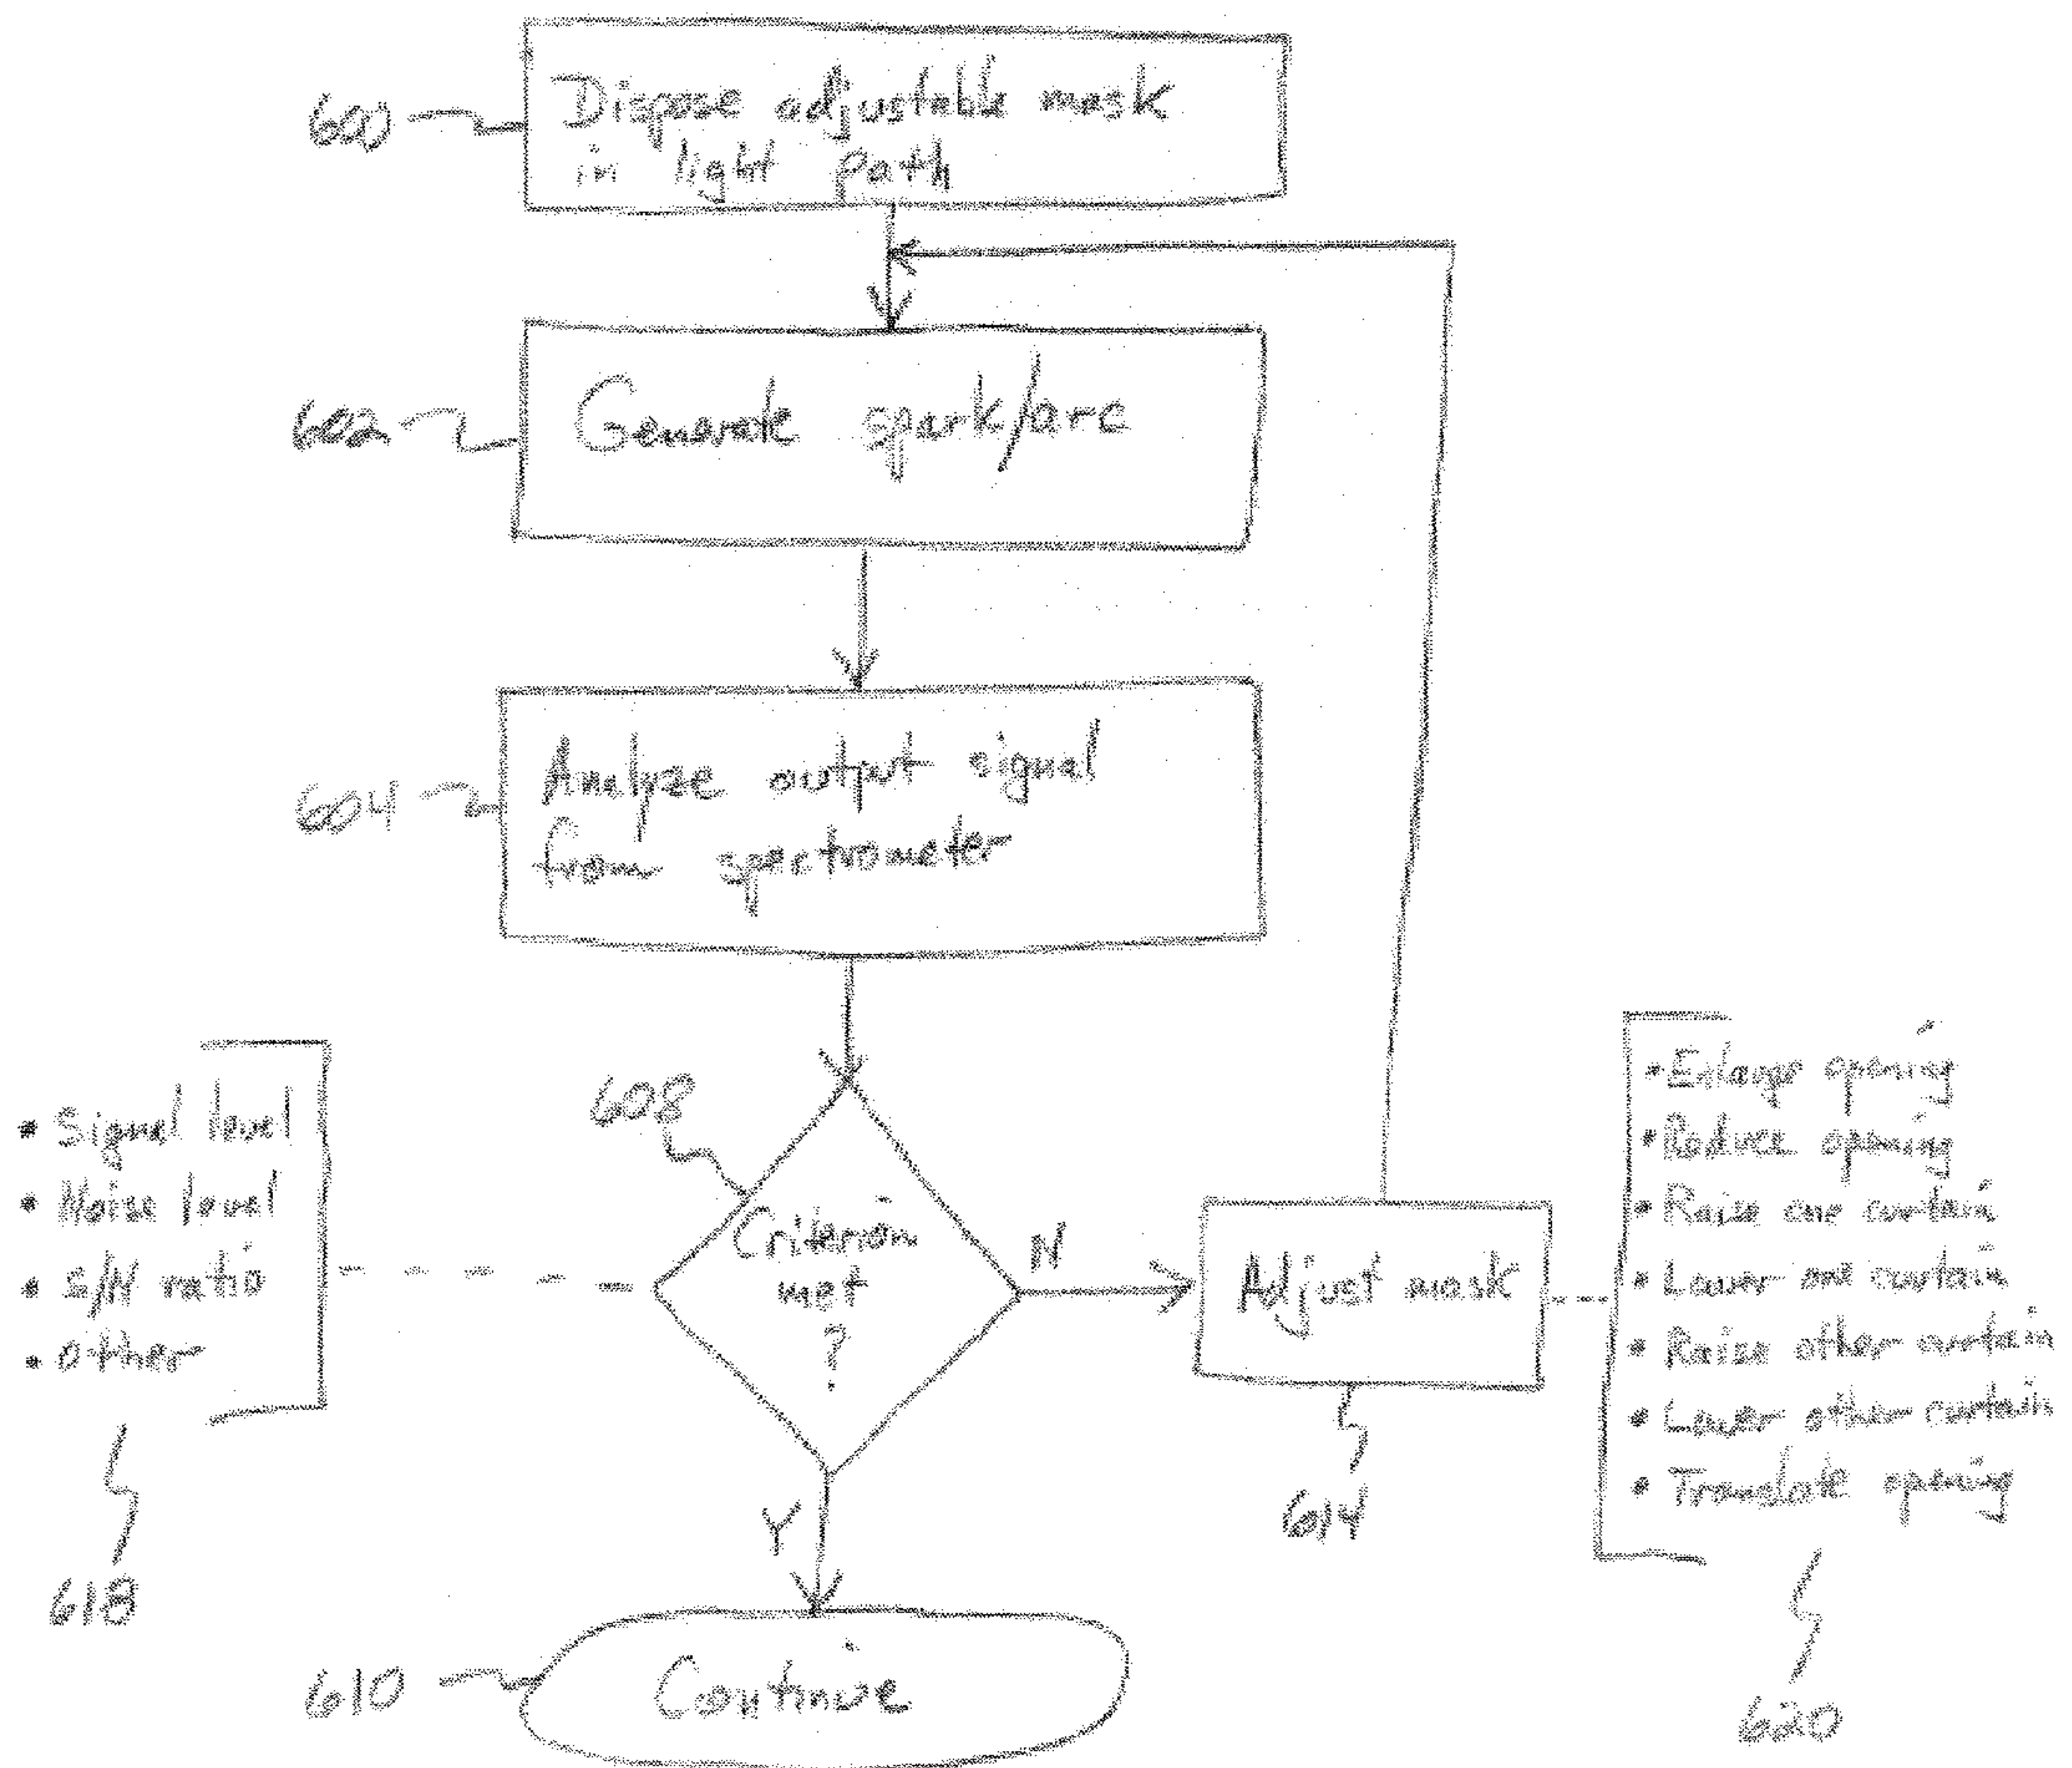 600
Dispose adjustable mask
in light path
602
Generate spark/arc
604
Analyze output signal
from spectrometer
608
Criterion
met
?
N
Y
• Signal level
• Noise level
• S/N ratio
• Other
618
Adjust mask
614
• Enlarge opening
• Reduce opening
• Raise one curtain
• Lower one curtain
• Raise other curtain
• Lower other curtain
• Translate opening
620
610
Continue